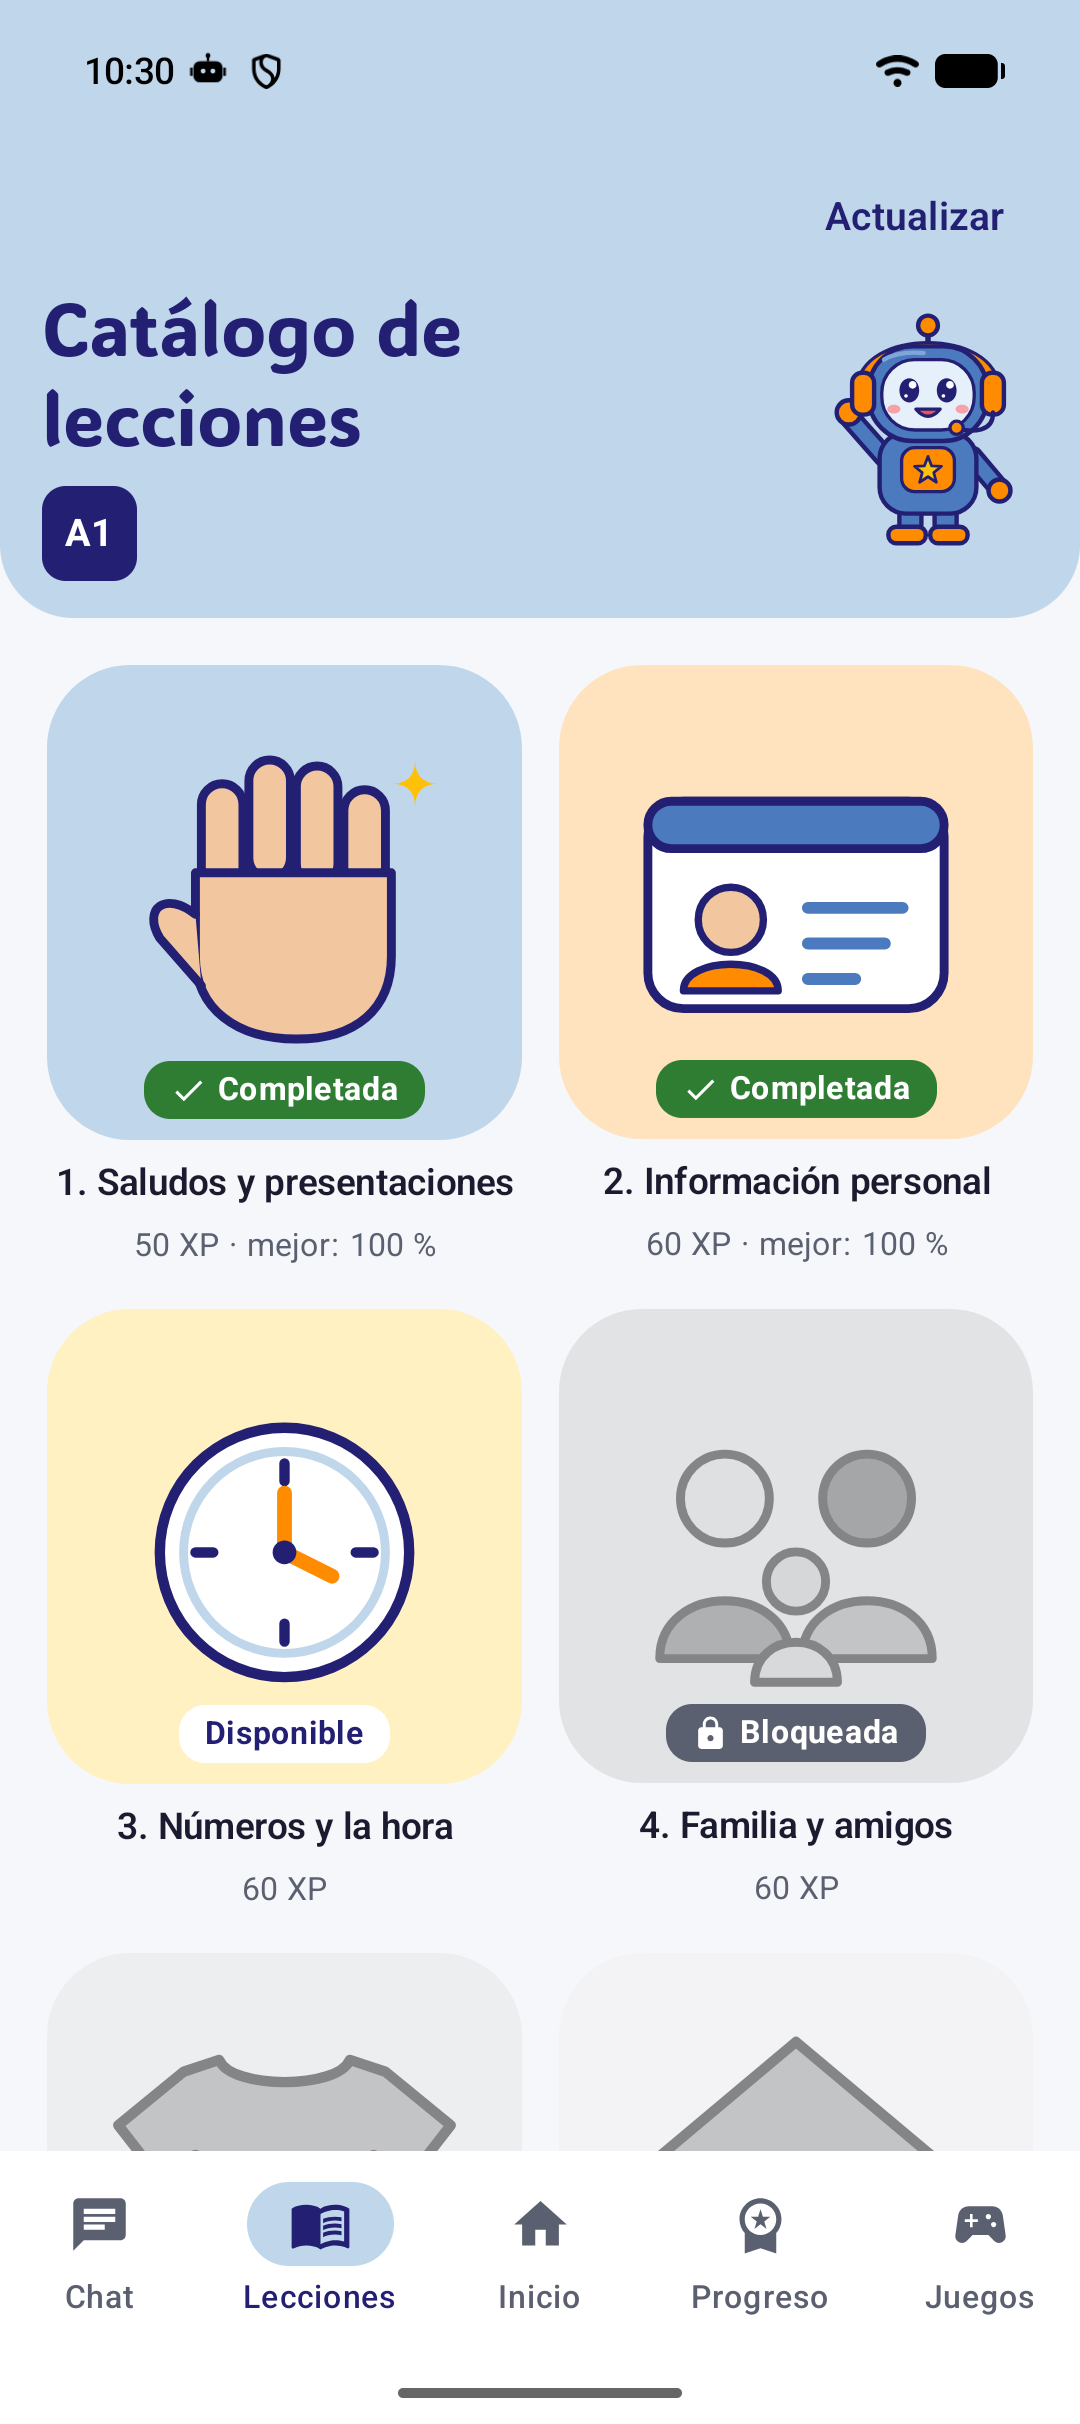 10:30
Actualizar
Catálogo de
lecciones
A1
Completada
Completada
1. Saludos y presentaciones
2. Información personal
50 XP · mejor: 100 %
60 XP · mejor: 100 %
Disponible
Bloqueada
3. Números y la hora
4. Familia y amigos
60 XP
60 XP
Chat
Lecciones
Inicio
Progreso
Juegos